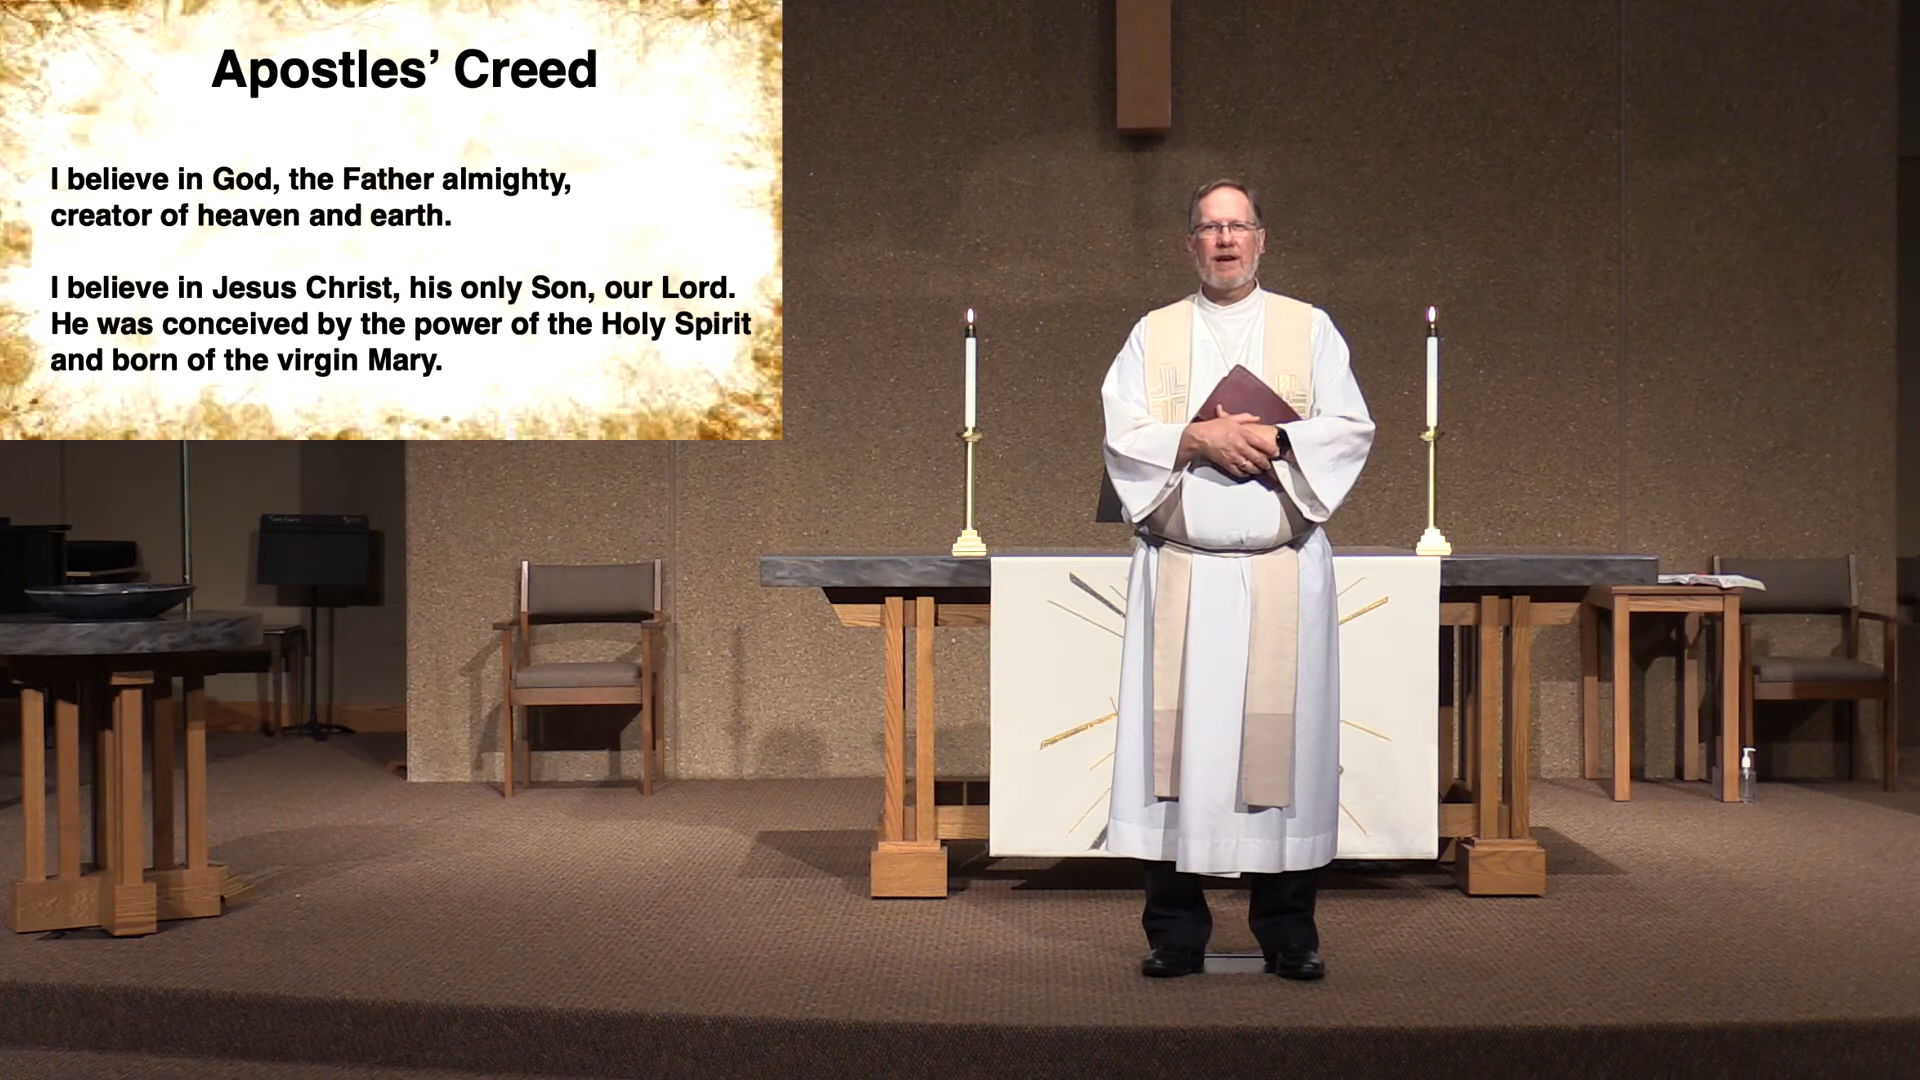 Apostles’ Creed
I believe in God, the Father almighty,
creator of heaven and earth.
I believe in Jesus Christ, his only Son, our Lord.
He was conceived by the power of the Holy Spirit
and born of the virgin Mary.